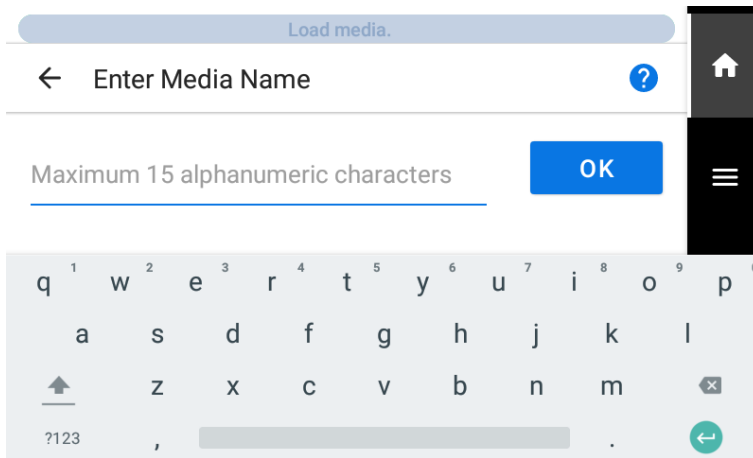 Load media.
Enter Media Name
?
Maximum 15 alphanumeric characters
OK
1 2 3 4 5 6 7 8 9
q w e r t y u i o p
a s d f g h j k l
z x c v b n m
?123 , .